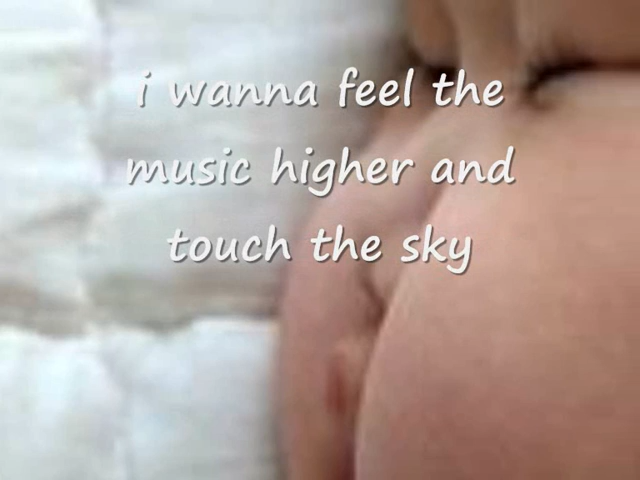 i wanna feel the
music higher and
touch the sky